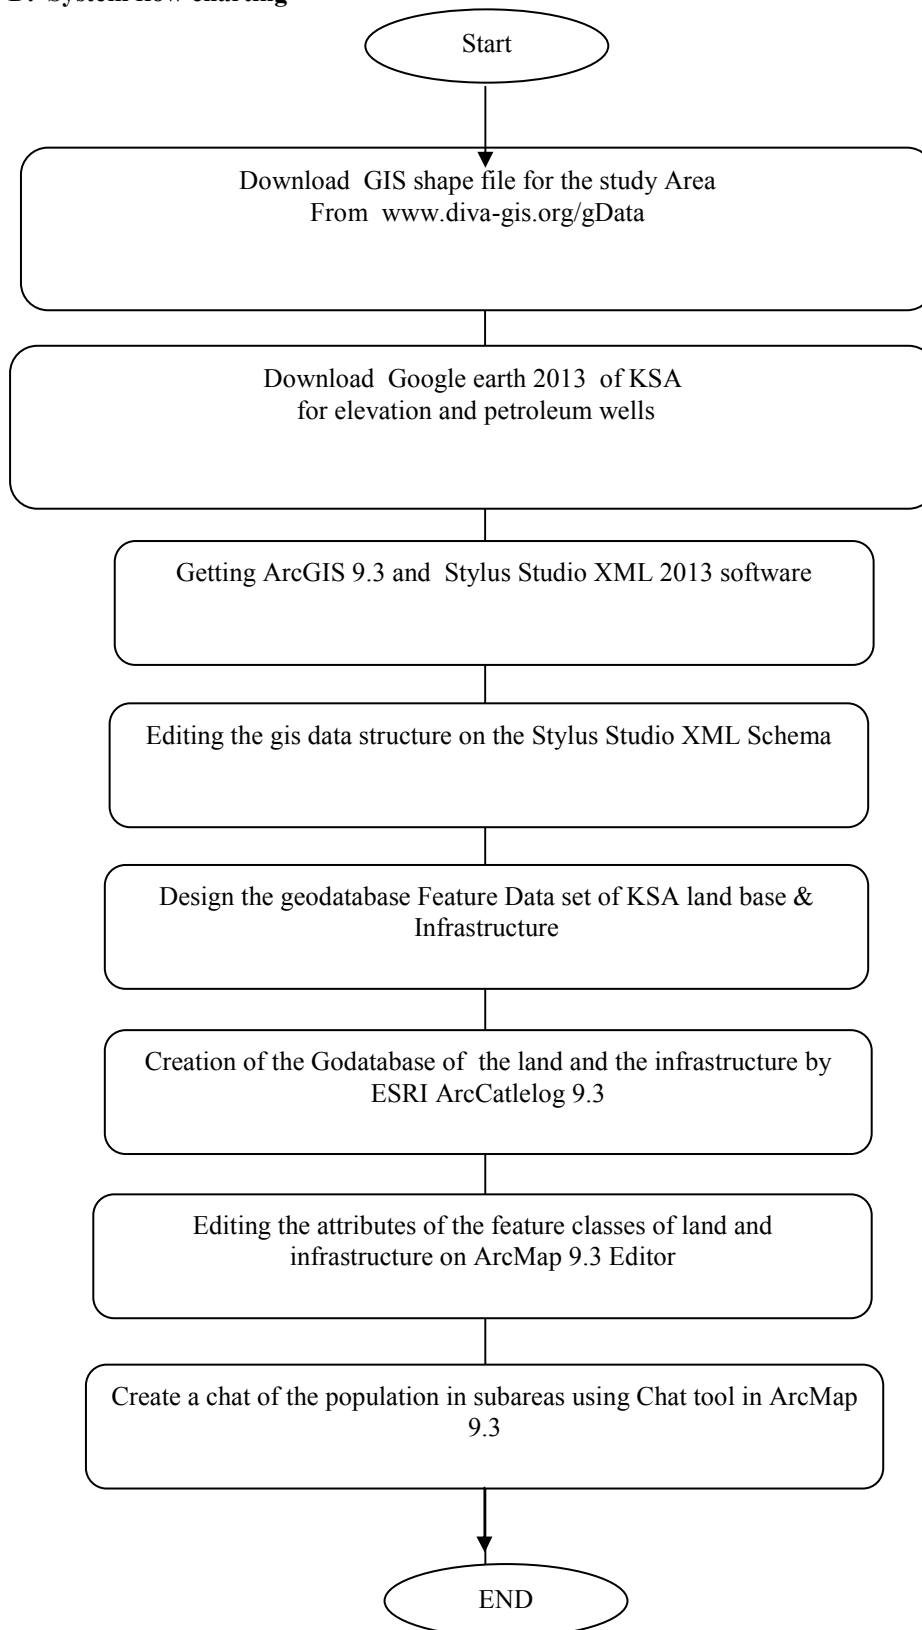 Start
Download GIS shape file for the study Area
From www.diva-gis.org/gData
Download Google earth 2013 of KSA
for elevation and petroleum wells
Getting ArcGIS 9.3 and Stylus Studio XML 2013 software
Editing the gis data structure on the Stylus Studio XML Schema
Design the geodatabase Feature Data set of KSA land base &
Infrastructure
Creation of the Godatabase of the land and the infrastructure by
ESRI ArcCatlelog 9.3
Editing the attributes of the feature classes of land and
infrastructure on ArcMap 9.3 Editor
Create a chat of the population in subareas using Chat tool in ArcMap
9.3
END